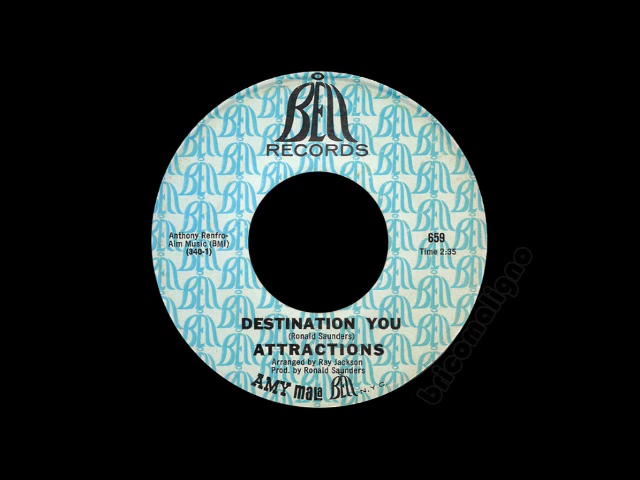 BELL
RECORDS
Anthony Renfro-
Aim Music (BMI)
(340-1)
659
Time 2:35
DESTINATION YOU
(Ronald Saunders)
ATTRACTIONS
Arranged by Ray Jackson
Prod. by Ronald Saunders
AMY mala BELL N.Y.C.
bricomaligno